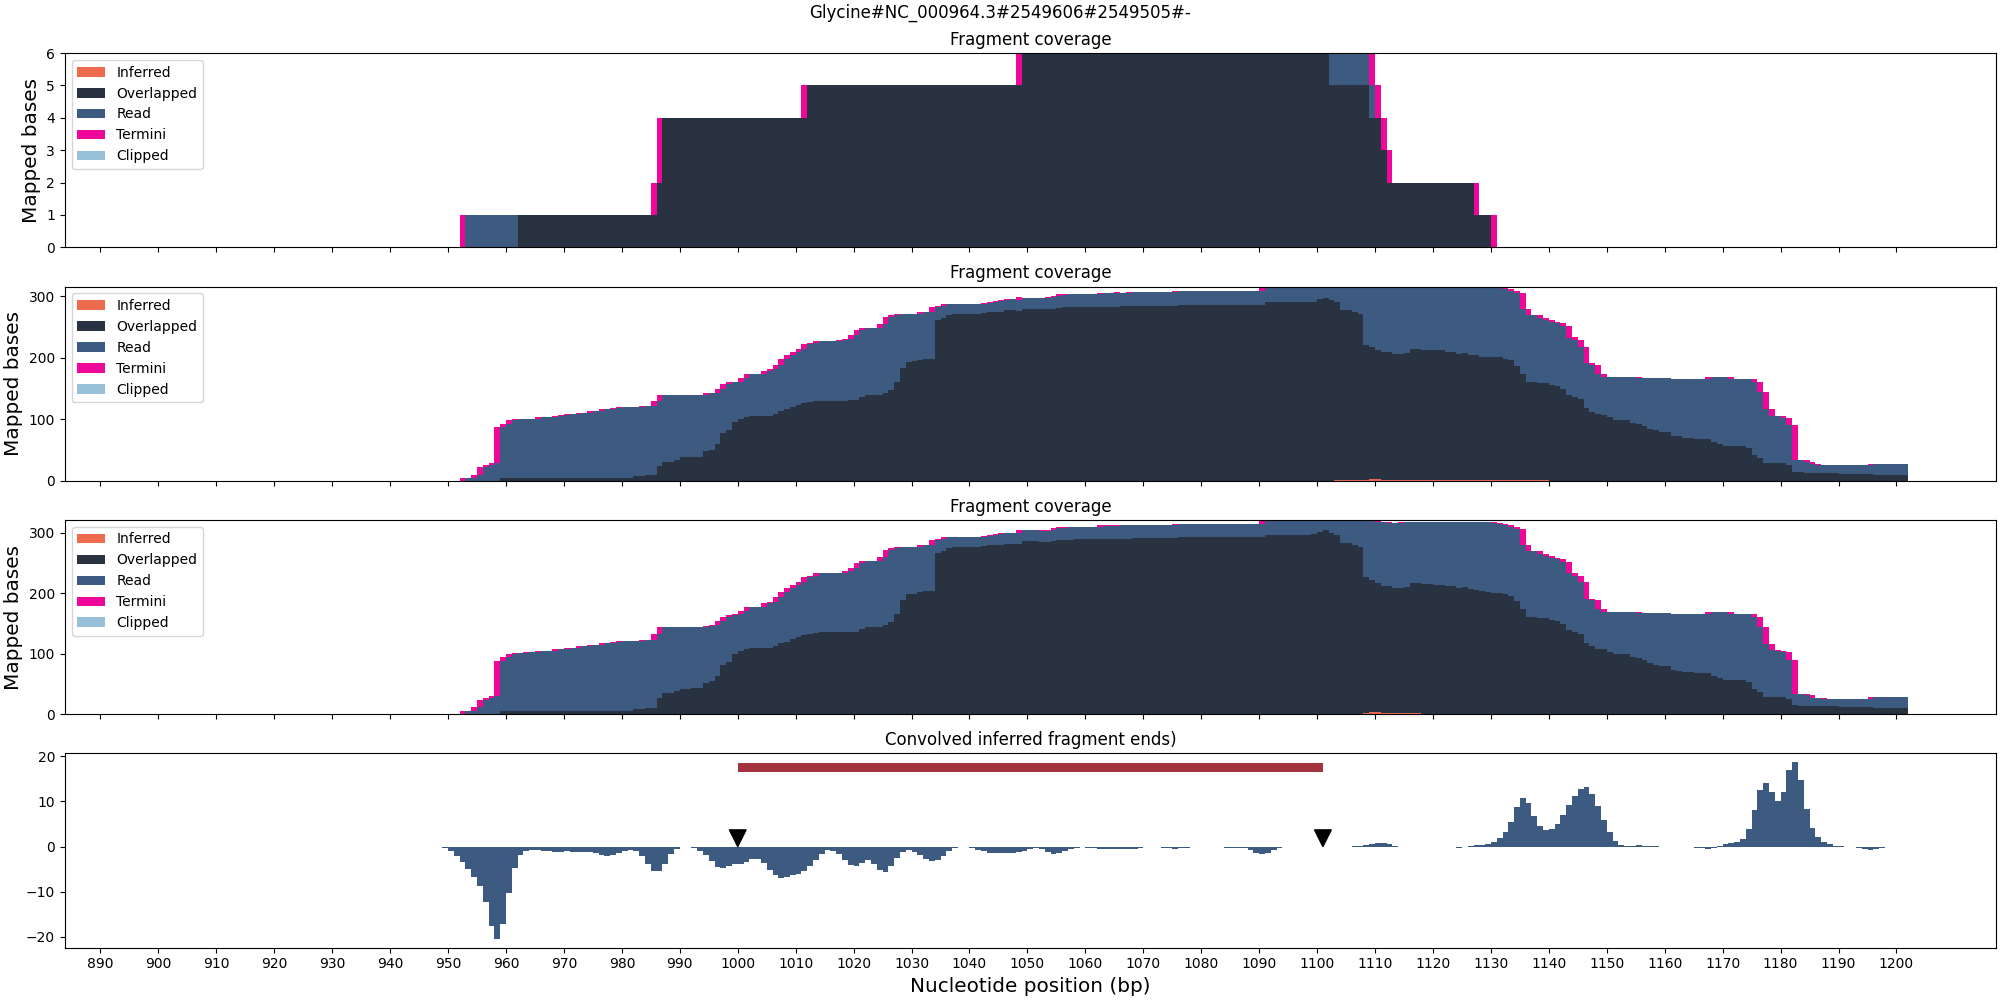 Glycine#NC_000964.3#2549606#2549505#-
Fragment coverage
Mapped bases
6
5
4
3
2
1
0
Inferred
Overlapped
Read
Termini
Clipped
Fragment coverage
Mapped bases
300
200
100
0
Inferred
Overlapped
Read
Termini
Clipped
Fragment coverage
Mapped bases
300
200
100
0
Inferred
Overlapped
Read
Termini
Clipped
Convolved inferred fragment ends)
20
10
0
−10
−20
890 900 910 920 930 940 950 960 970 980 990 1000 1010 1020 1030 1040 1050 1060 1070 1080 1090 1100 1110 1120 1130 1140 1150 1160 1170 1180 1190 1200
Nucleotide position (bp)